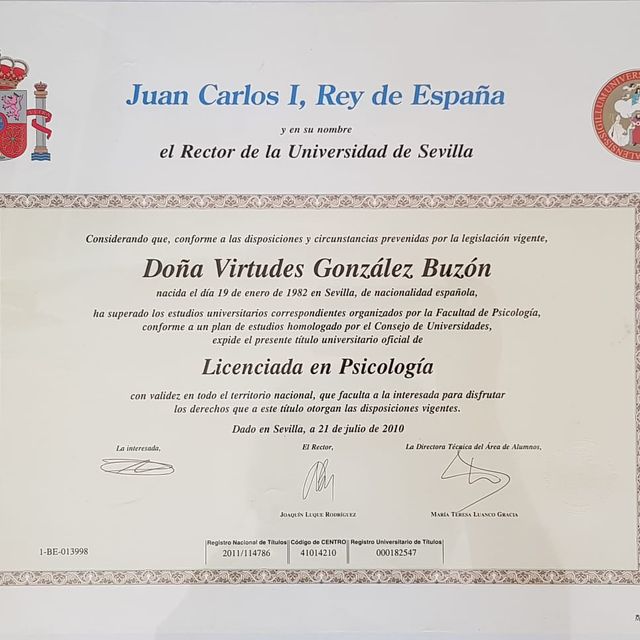 Juan Carlos I, Rey de España
y en su nombre
el Rector de la Universidad de Sevilla
Considerando que, conforme a las disposiciones y circunstancias prevenidas por la legislación vigente,
Doña Virtudes González Buzón
nacida el día 19 de enero de 1982 en Sevilla, de nacionalidad española,
ha superado los estudios universitarios correspondientes organizados por la Facultad de Psicología,
conforme a un plan de estudios homologado por el Consejo de Universidades,
expide el presente título universitario oficial de
Licenciada en Psicología
con validez en todo el territorio nacional, que faculta a la interesada para disfrutar
los derechos que a este título otorgan las disposiciones vigentes.
Dado en Sevilla, a 21 de julio de 2010
La interesada, El Rector, La Directora Técnica del Área de Alumnos,
JOAQUÍN LUQUE RODRÍGUEZ MARÍA TERESA LUANCO GRACIA
Registro Nacional de Títulos Código de CENTRO Registro Universitario de Títulos
1-BE-013998 2011/114786 41014210 000182547